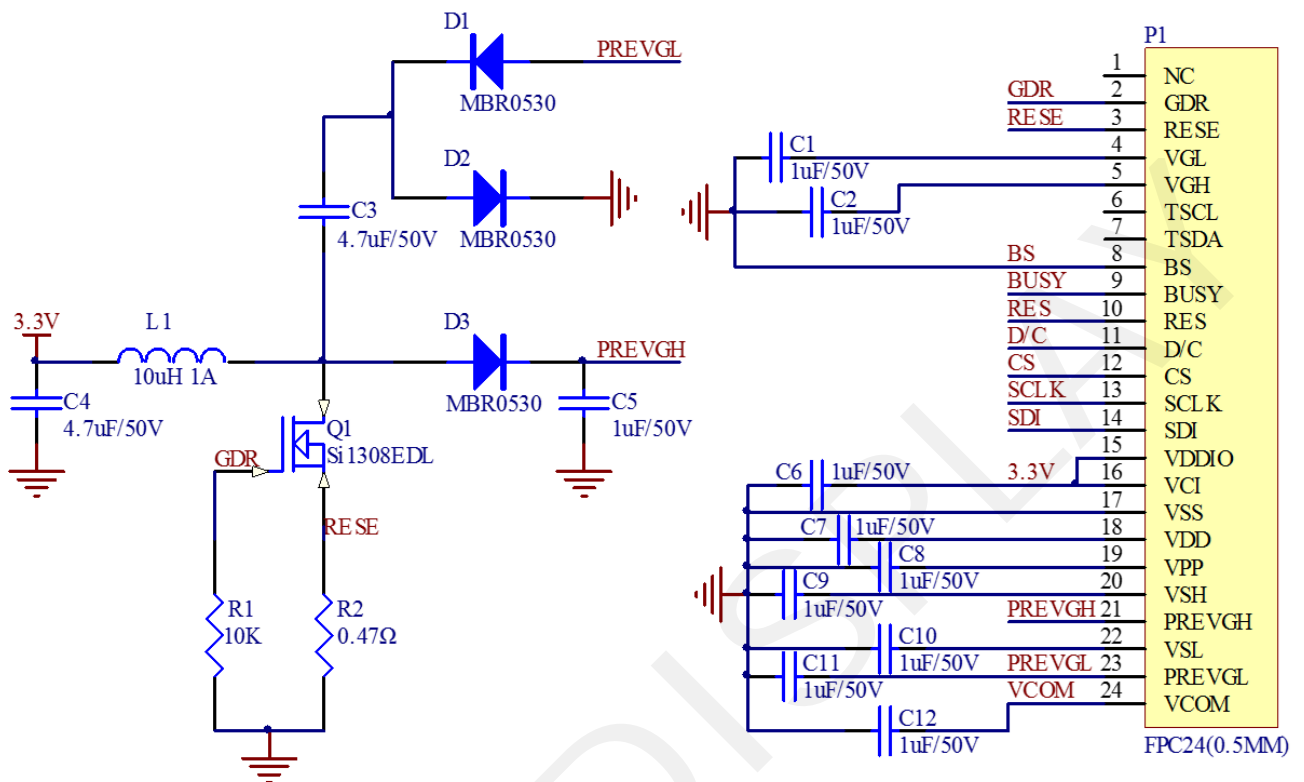 D1
PREVGL
MBR0530
D2
MBR0530
C3
4.7uF/50V
3.3V
L1
10uH 1A
D3
PREVGH
MBR0530
C4
4.7uF/50V
C5
1uF/50V
Q1
Si1308EDL
GDR
RESE
R1
10K
R2
0.47Ω
P1
1 NC
GDR 2 GDR
RESE 3 RESE
C1
1uF/50V
4 VGL
C2
1uF/50V
5 VGH
6 TSCL
7 TSDA
BS 8 BS
BUSY 9 BUSY
RES 10 RES
D/C 11 D/C
CS 12 CS
SCLK 13 SCLK
SDI 14 SDI
15 VDDIO
C6 1uF/50V
3.3V 16 VCI
17 VSS
C7 1uF/50V
18 VDD
C8
1uF/50V
19 VPP
C9
1uF/50V
20 VSH
PREVGH 21 PREVGH
C10
1uF/50V
22 VSL
C11
1uF/50V
PREVGL 23 PREVGL
VCOM 24 VCOM
C12
1uF/50V
FPC24(0.5MM)
DISPLAY